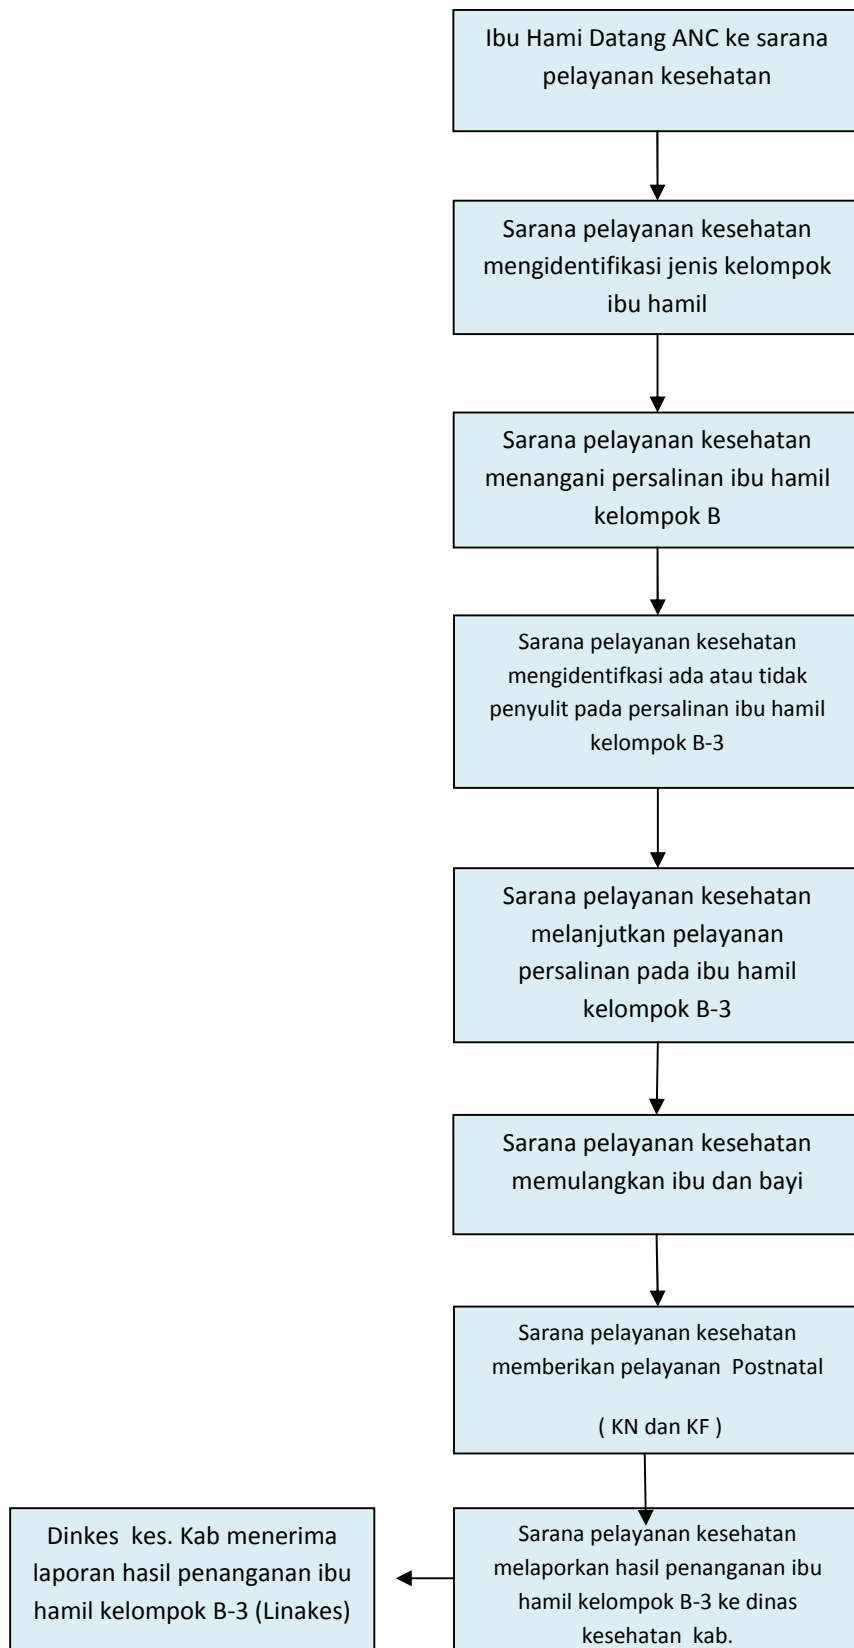 Ibu Hami Datang ANC ke sarana
pelayanan kesehatan
Sarana pelayanan kesehatan
mengidentifikasi jenis kelompok
ibu hamil
Sarana pelayanan kesehatan
menangani persalinan ibu hamil
kelompok B
Sarana pelayanan kesehatan
mengidentifkasi ada atau tidak
penyulit pada persalinan ibu hamil
kelompok B-3
Sarana pelayanan kesehatan
melanjutkan pelayanan
persalinan pada ibu hamil
kelompok B-3
Sarana pelayanan kesehatan
memulangkan ibu dan bayi
Sarana pelayanan kesehatan
memberikan pelayanan Postnatal
( KN dan KF )
Sarana pelayanan kesehatan
melaporkan hasil penanganan ibu
hamil kelompok B-3 ke dinas
kesehatan kab.
Dinkes kes. Kab menerima
laporan hasil penanganan ibu
hamil kelompok B-3 (Linakes)